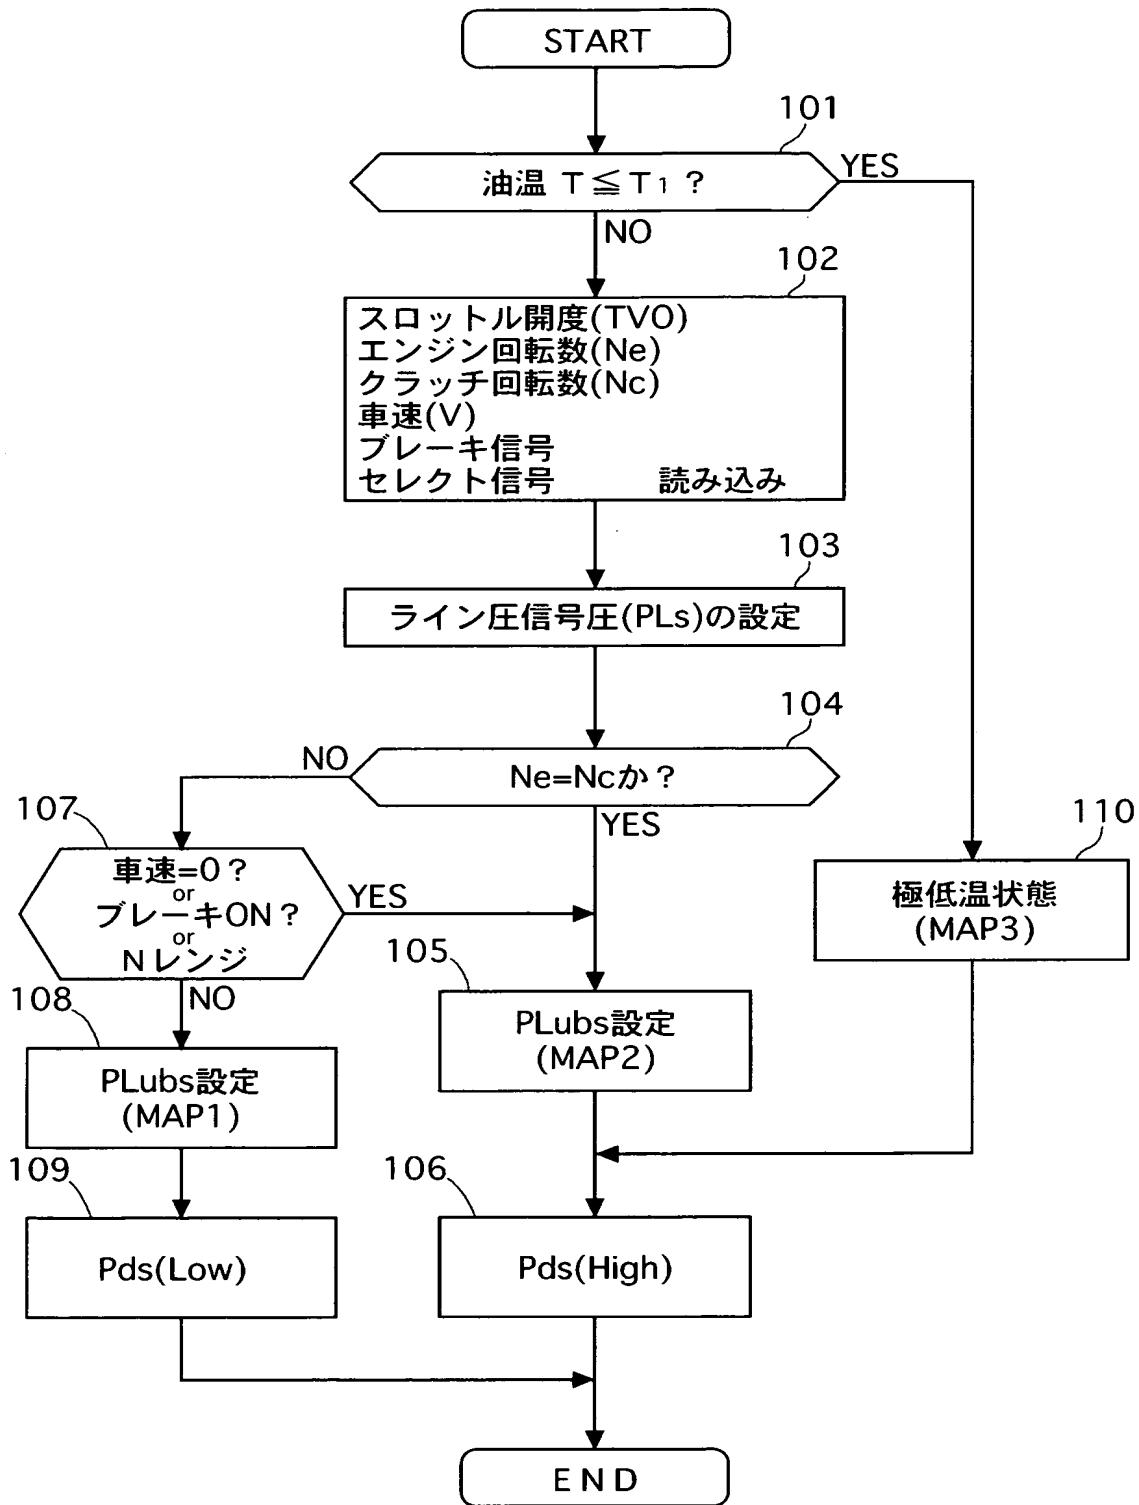 START
101
油温 T≦T1 ?
YES
NO
102
スロットル開度(TVO)
エンジン回転数(Ne)
クラッチ回転数(Nc)
車速(V)
ブレーキ信号
セレクト信号 読み込み
103
ライン圧信号圧(PLs)の設定
104
NO
Ne=Ncか?
YES
107
車速=0?
or
ブレーキON?
or
Nレンジ
YES
NO
110
極低温状態
(MAP3)
105
PLubs設定
(MAP2)
108
PLubs設定
(MAP1)
109
Pds(Low)
106
Pds(High)
END